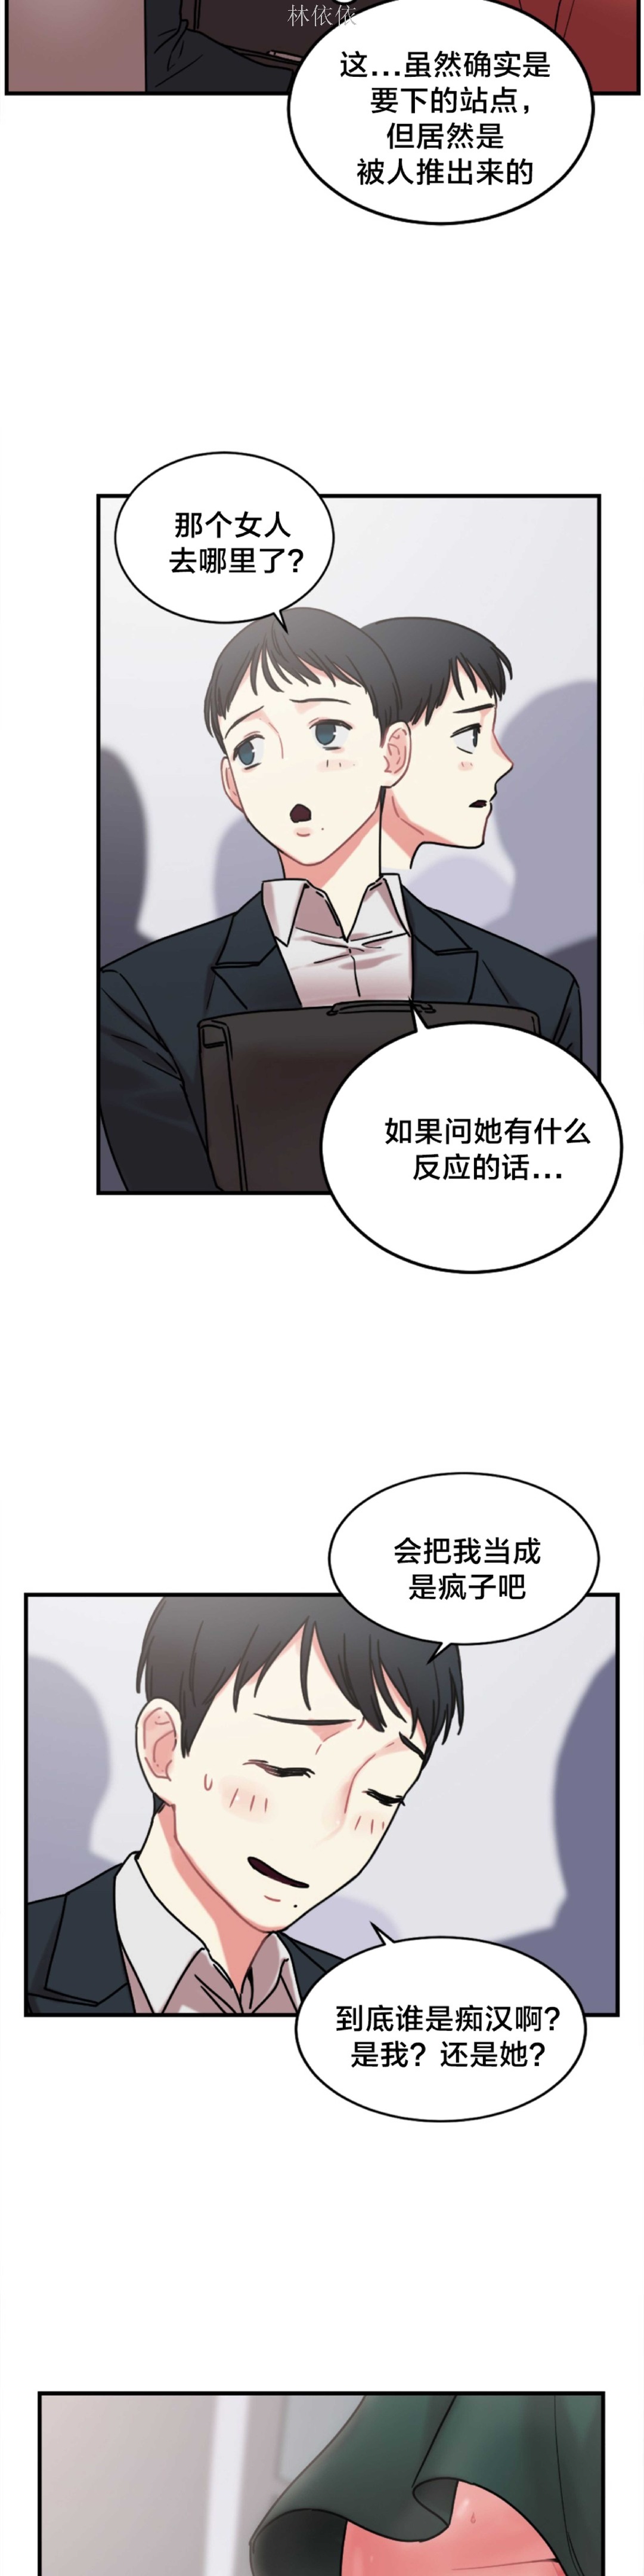 林依依
这...虽然确实是
要下的站点，
但居然是
被人推出来的
那个女人
去哪里了？
如果问她有什么
反应的话...
会把我当成
是疯子吧
到底谁是痴汉啊？
是我？还是她？